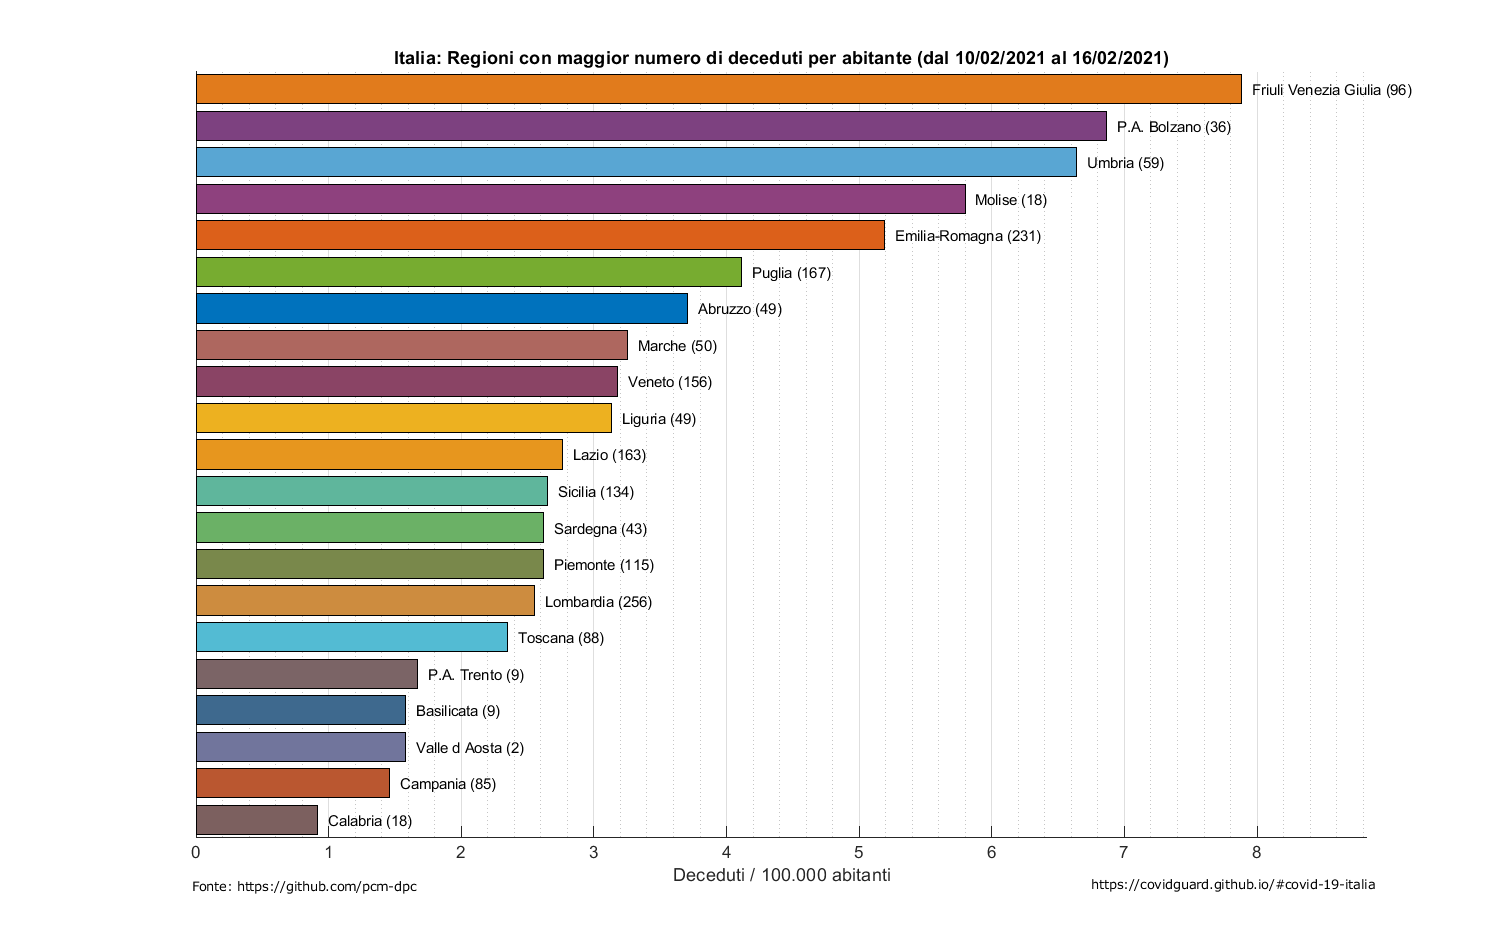 Italia: Regioni con maggior numero di deceduti per abitante (dal 10/02/2021 al 16/02/2021)
Friuli Venezia Giulia (96)
P.A. Bolzano (36)
Umbria (59)
Molise (18)
Emilia-Romagna (231)
Puglia (167)
Abruzzo (49)
Marche (50)
Veneto (156)
Liguria (49)
Lazio (163)
Sicilia (134)
Sardegna (43)
Piemonte (115)
Lombardia (256)
Toscana (88)
P.A. Trento (9)
Basilicata (9)
Valle d Aosta (2)
Campania (85)
Calabria (18)
0 1 2 3 4 5 6 7 8
Deceduti / 100.000 abitanti
Fonte: https://github.com/pcm-dpc
https://covidguard.github.io/#covid-19-italia